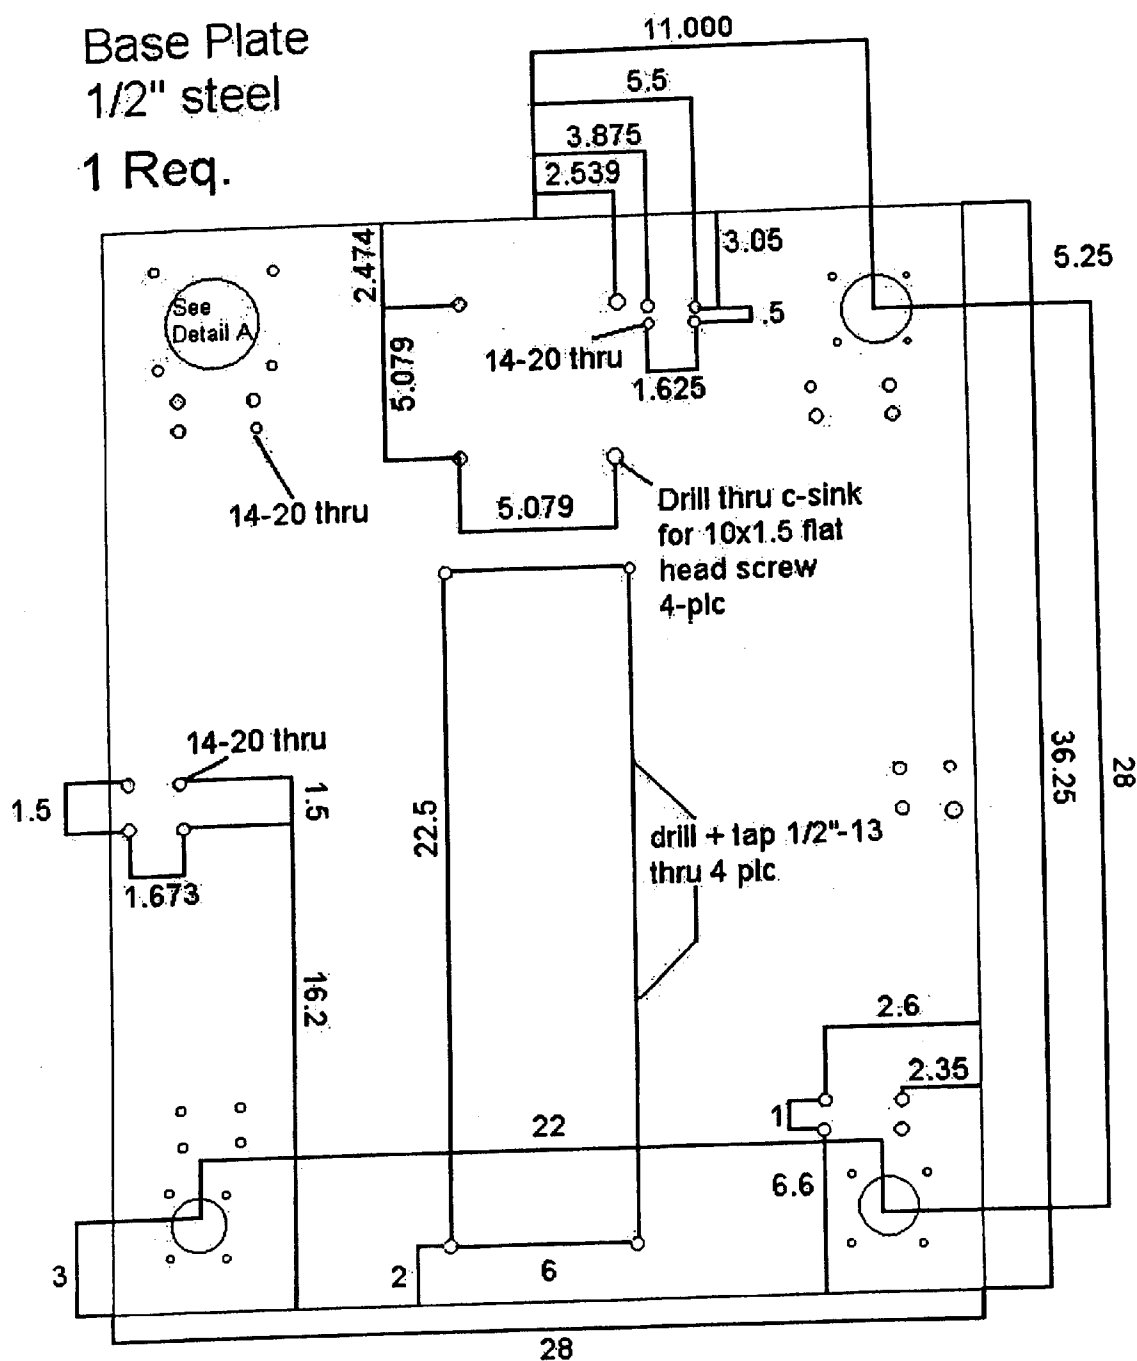 Base Plate
1/2" steel
1 Req.
11.000
5.5
3.875
2.539
2.474
3.05
5.25
.5
See
Detail A
14-20 thru
5.079
1.625
14-20 thru
5.079
Drill thru c-sink
for 10x1.5 flat
head screw
4-plc
14-20 thru
1.5
1.5
22.5
36.25
28
drill + tap 1/2"-13
thru 4 plc
1.673
16.2
2.6
2.35
1
22
6.6
3
2
6
28